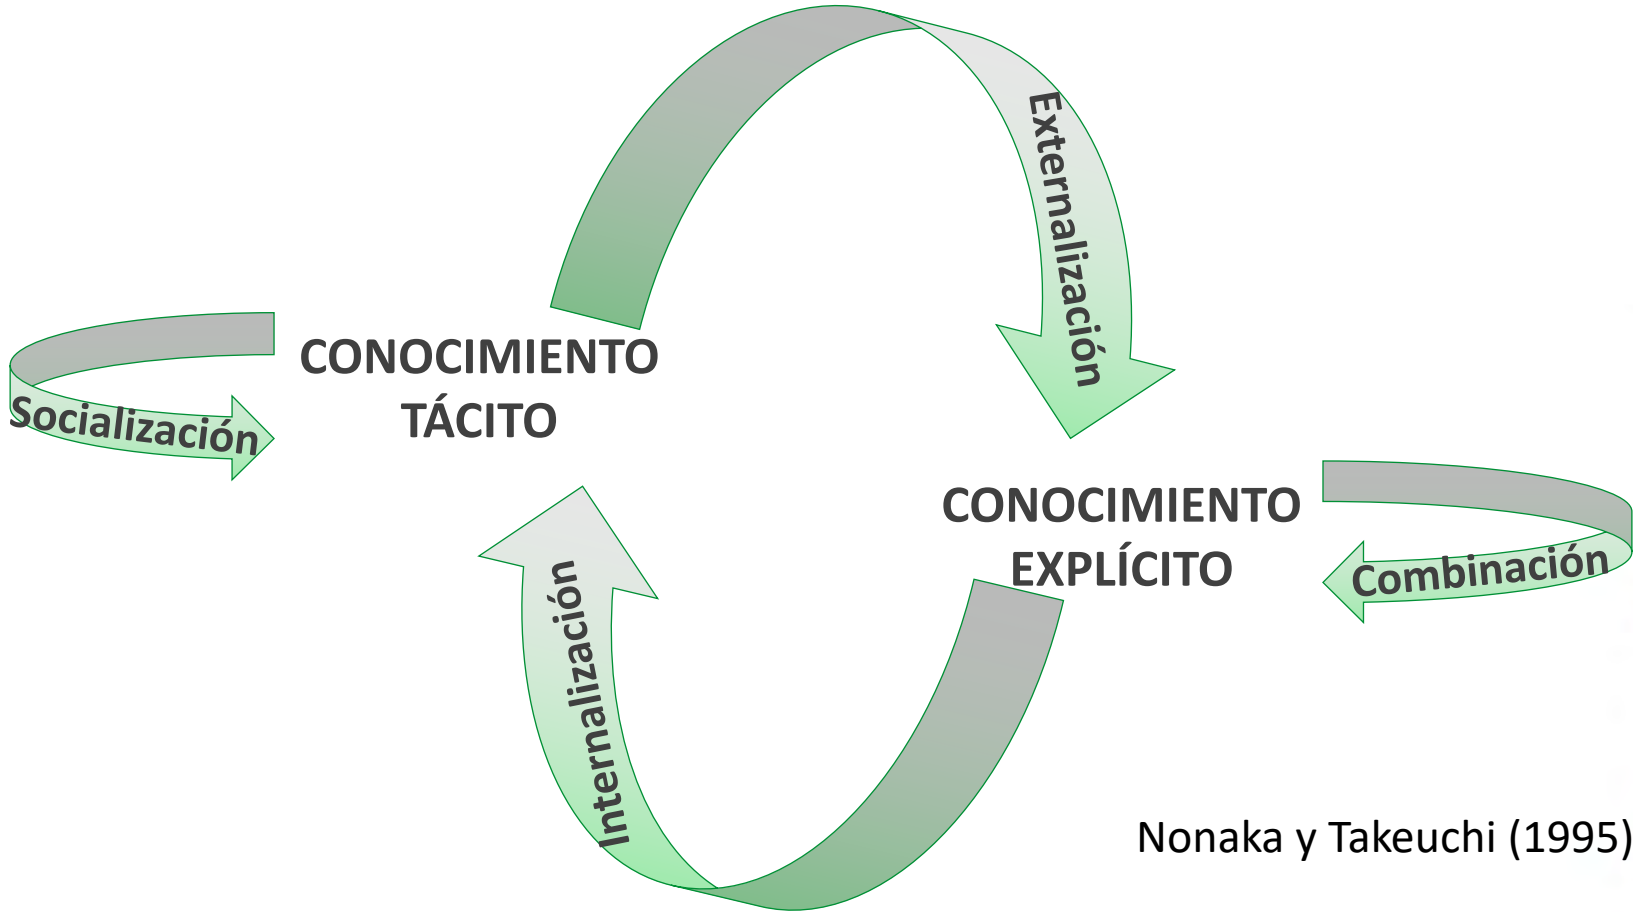 Externalización
CONOCIMIENTO
TÁCITO
Socialización
CONOCIMIENTO
EXPLÍCITO
Combinación
Internalización
Nonaka y Takeuchi (1995)